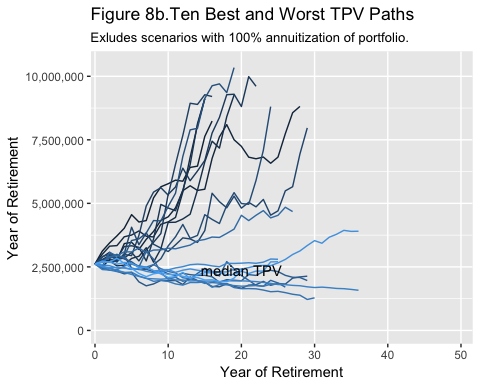 Figure 8b.Ten Best and Worst TPV Paths
Exludes scenarios with 100% annuitization of portfolio.
10,000,000
7,500,000
5,000,000
2,500,000
0
Year of Retirement
median TPV
0 10 20 30 40 50
Year of Retirement